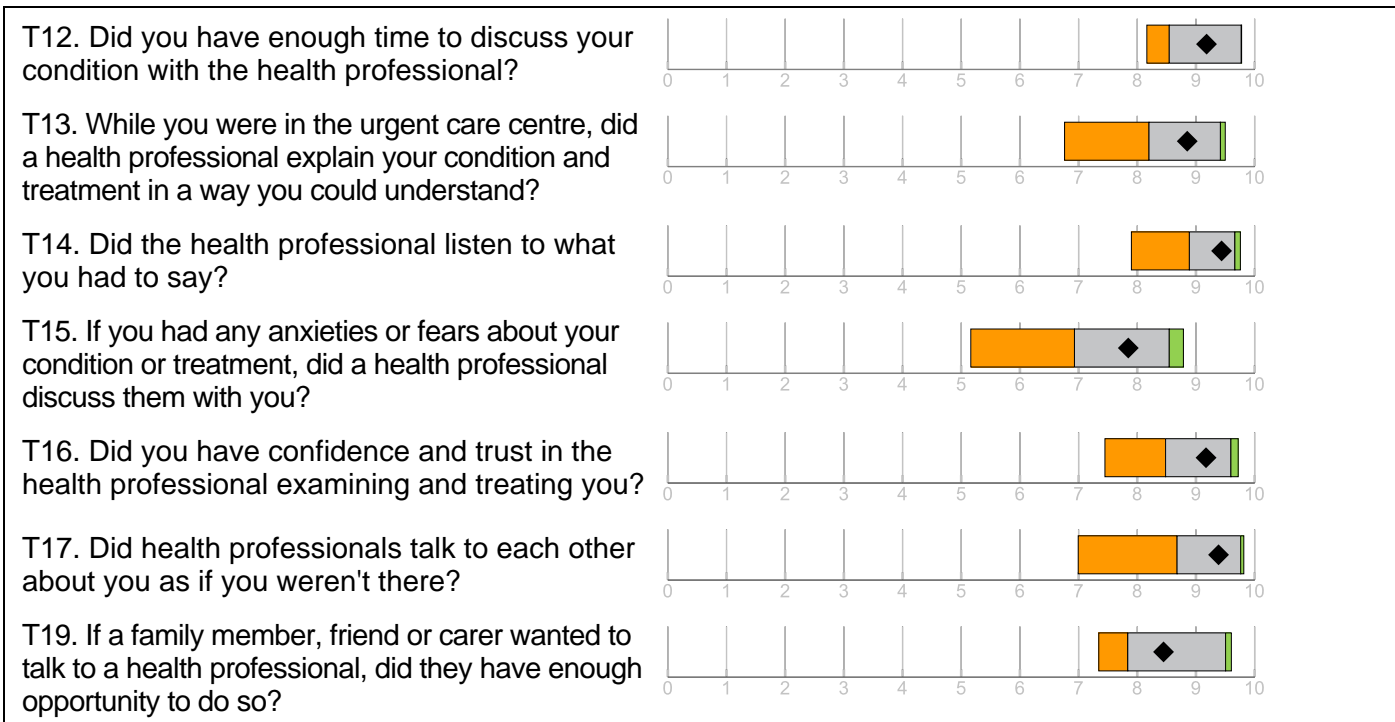 T12. Did you have enough time to discuss your
condition with the health professional?
0 1 2 3 4 5 6 7 8 9 10
T13. While you were in the urgent care centre, did
a health professional explain your condition and
treatment in a way you could understand?
0 1 2 3 4 5 6 7 8 9 10
T14. Did the health professional listen to what
you had to say?
0 1 2 3 4 5 6 7 8 9 10
T15. If you had any anxieties or fears about your
condition or treatment, did a health professional
discuss them with you?
0 1 2 3 4 5 6 7 8 9 10
T16. Did you have confidence and trust in the
health professional examining and treating you?
0 1 2 3 4 5 6 7 8 9 10
T17. Did health professionals talk to each other
about you as if you weren't there?
0 1 2 3 4 5 6 7 8 9 10
T19. If a family member, friend or carer wanted to
talk to a health professional, did they have enough
opportunity to do so?
0 1 2 3 4 5 6 7 8 9 10